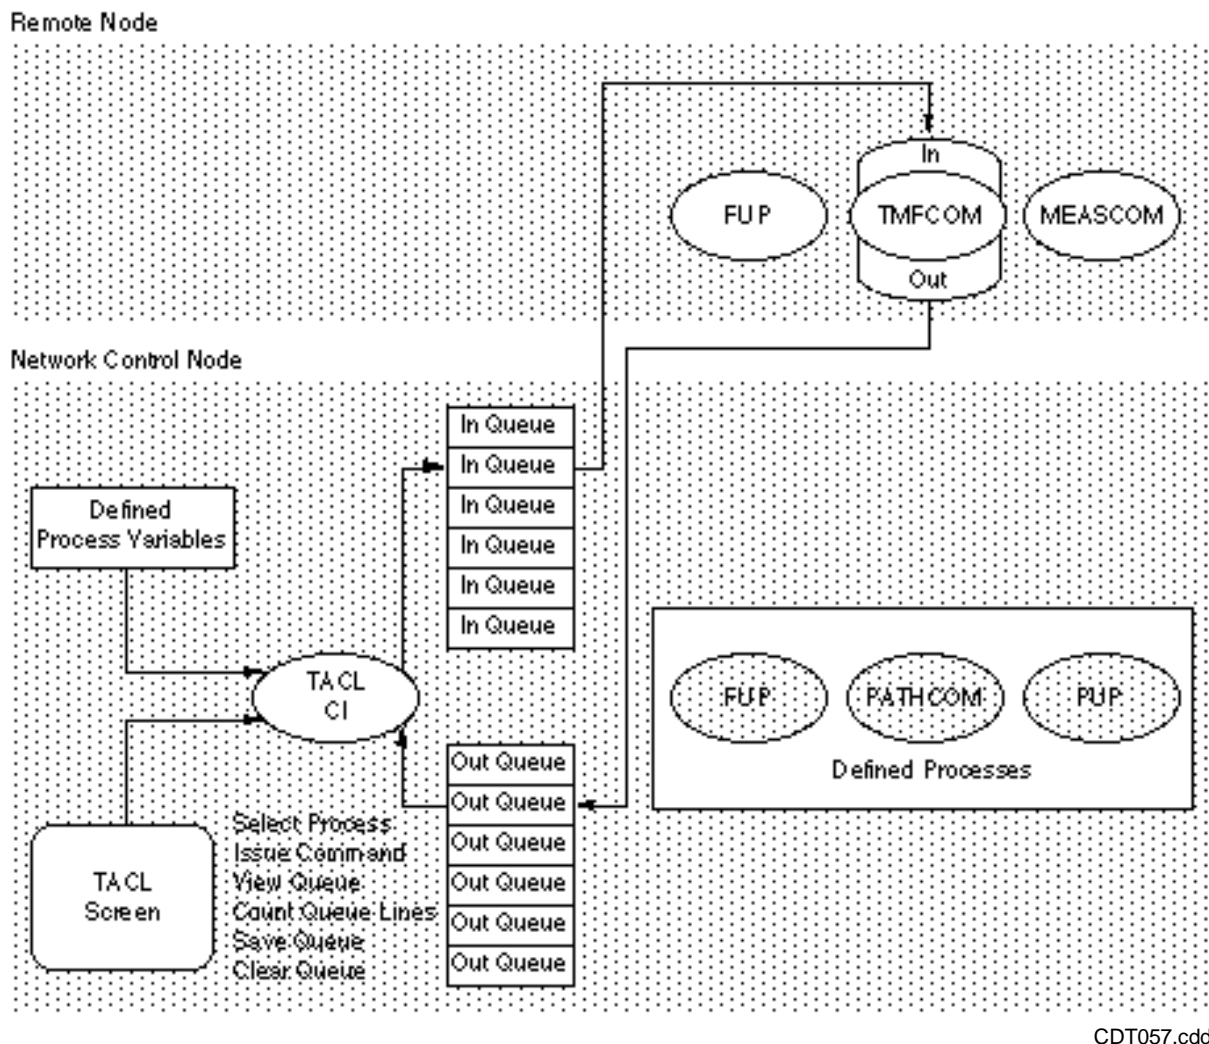 Remote Node
In
FUP
TMFCOM
MEASCOM
Out
Network Control Node
In Queue
In Queue
In Queue
In Queue
In Queue
In Queue
Defined
Process Variables
TACL
CI
FUP
PATHCOM
PUP
Defined Processes
Out Queue
Out Queue
Out Queue
Out Queue
Out Queue
Out Queue
TACL
Screen
Select Process
Issue Command
View Queue
Count Queue Lines
Save Queue
Clear Queue
CDT057.cdd